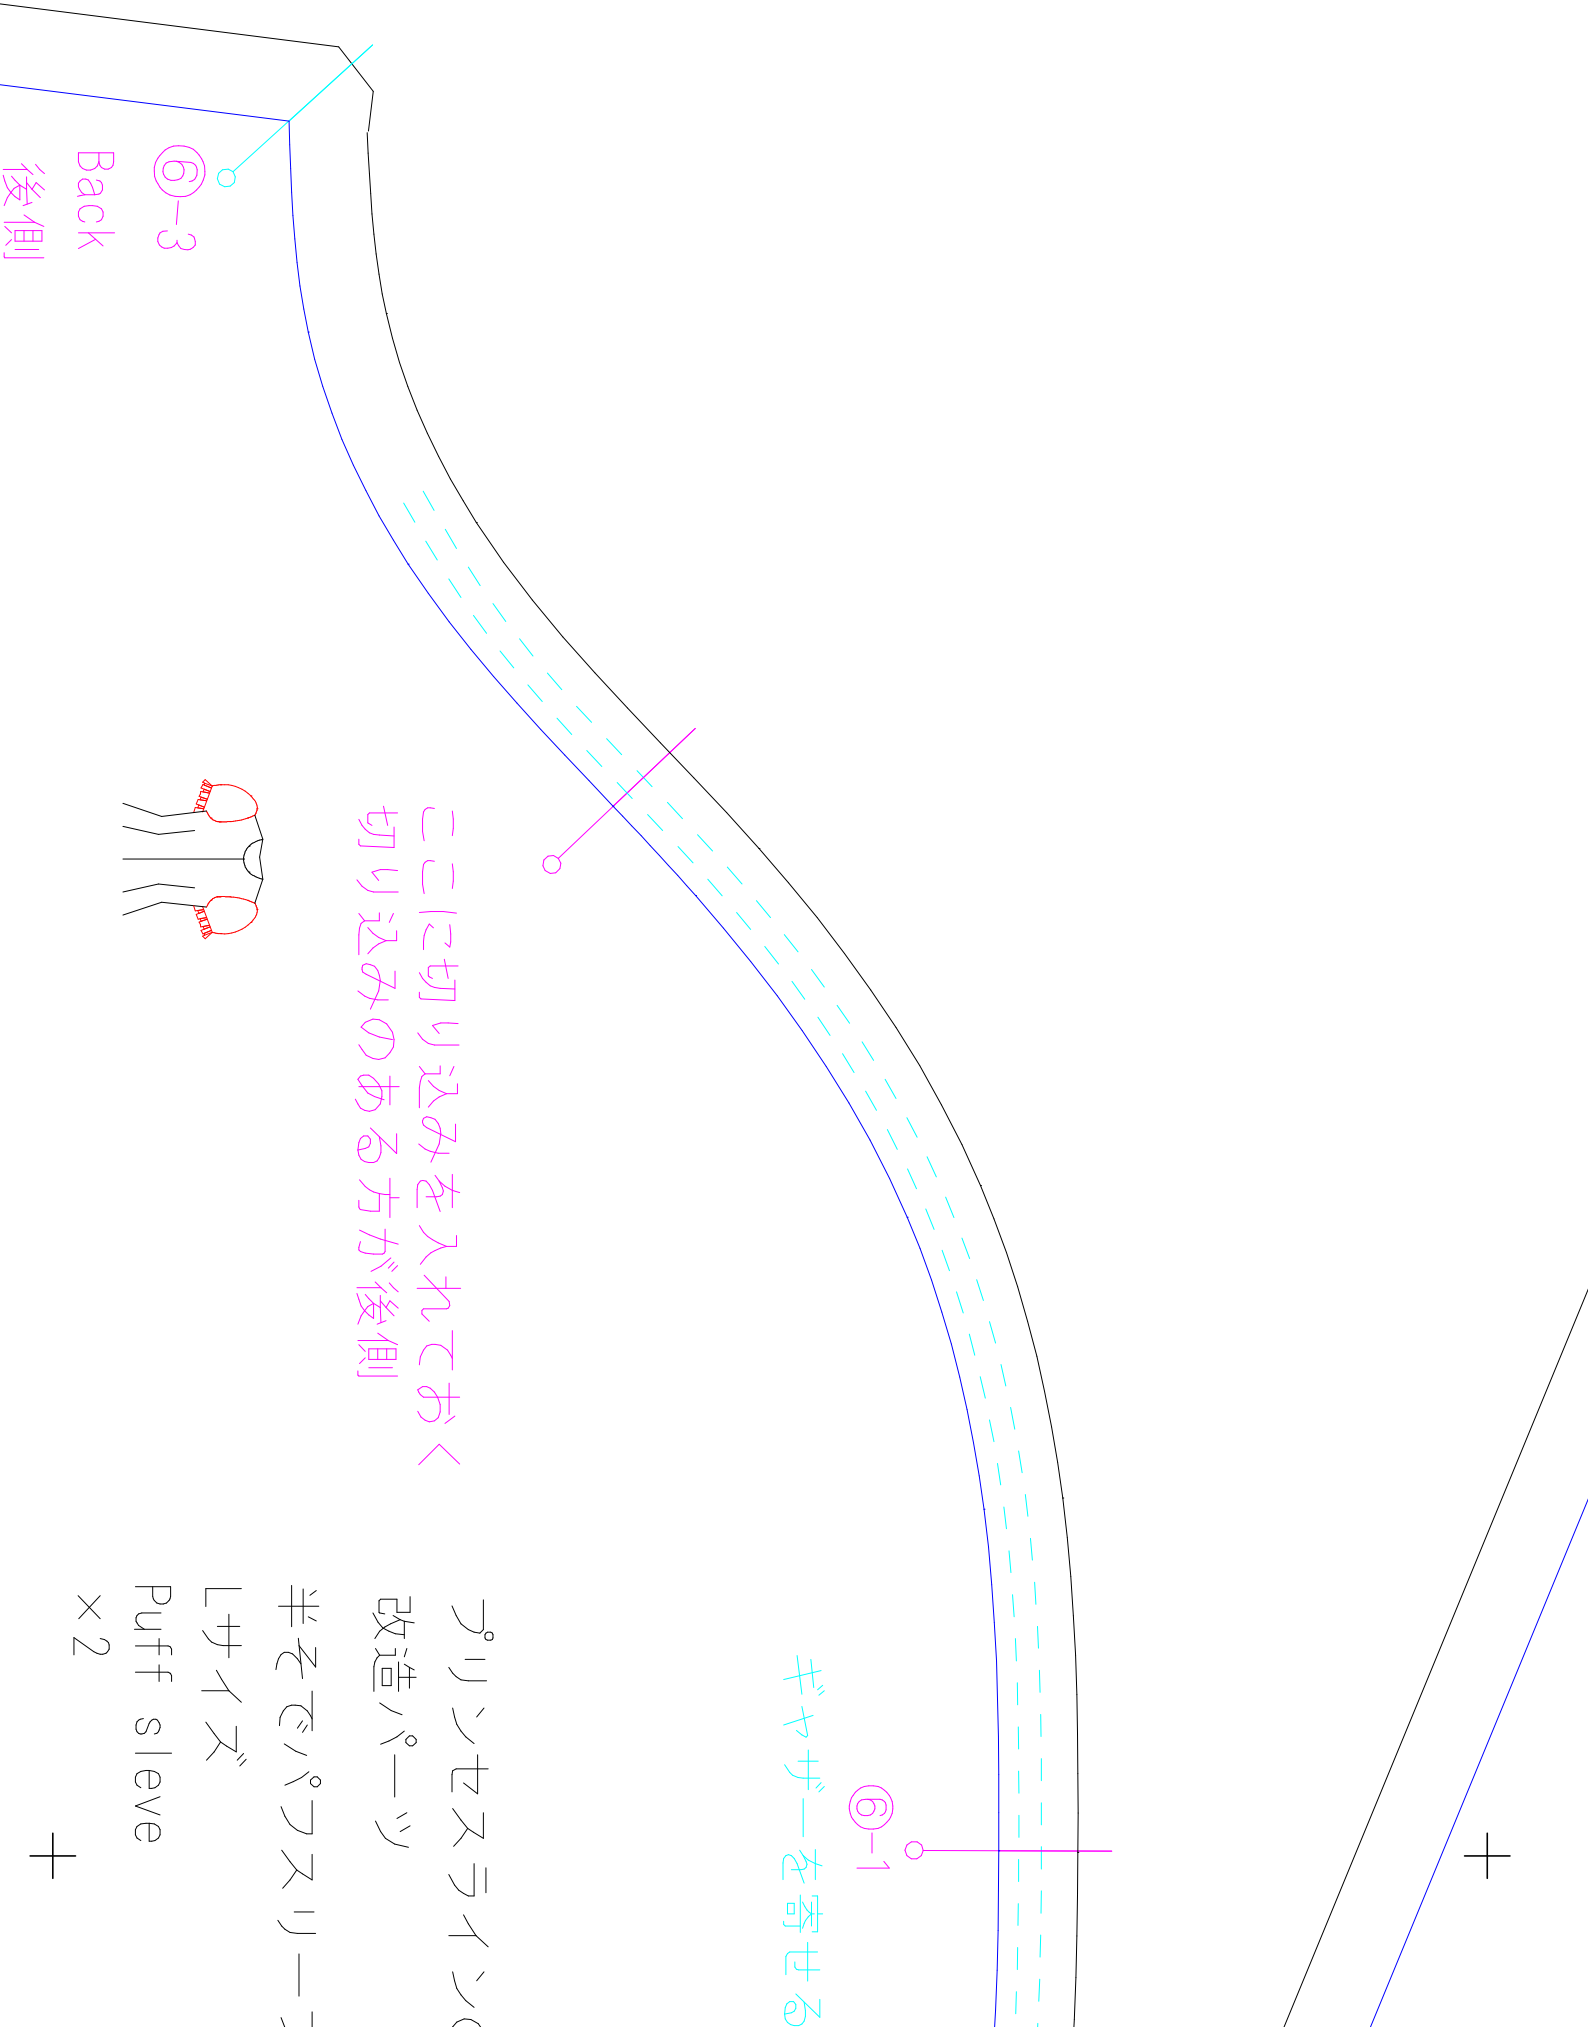 ⑥-3
Back
後側
ここに切り込みを入れておく
切り込みのある方が後側
ギャザーを寄せる
⑥-1
プリンセスライン
改造パーツ
半そでパフスリー
Lサイズ
Puff sleve
×2